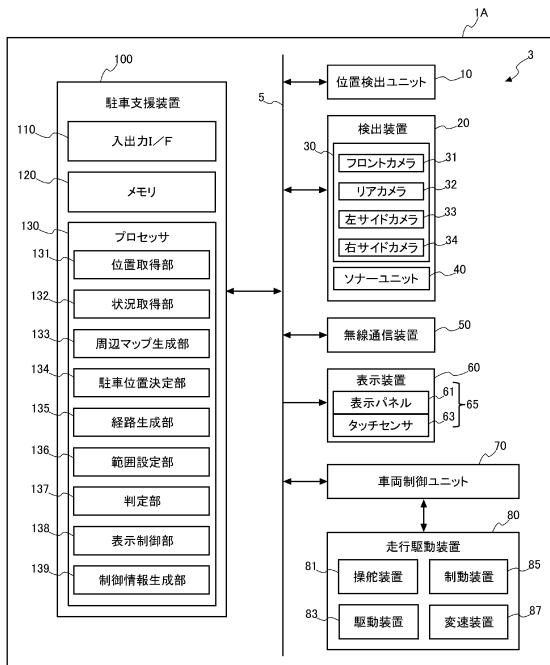 1A
100
駐車支援装置
110
入出力I/F
120
メモリ
130
プロセッサ
131
位置取得部
132
状況取得部
133
周辺マップ生成部
134
駐車位置決定部
135
経路生成部
136
範囲設定部
137
判定部
138
表示制御部
139
制御情報生成部
5
3
位置検出ユニット
10
検出装置
20
30
フロントカメラ
31
リアカメラ
32
左サイドカメラ
33
右サイドカメラ
34
ソナーユニット
40
無線通信装置
50
表示装置
60
表示パネル
61
タッチセンサ
63
65
車両制御ユニット
70
走行駆動装置
80
81
操舵装置
制動装置
85
83
駆動装置
変速装置
87